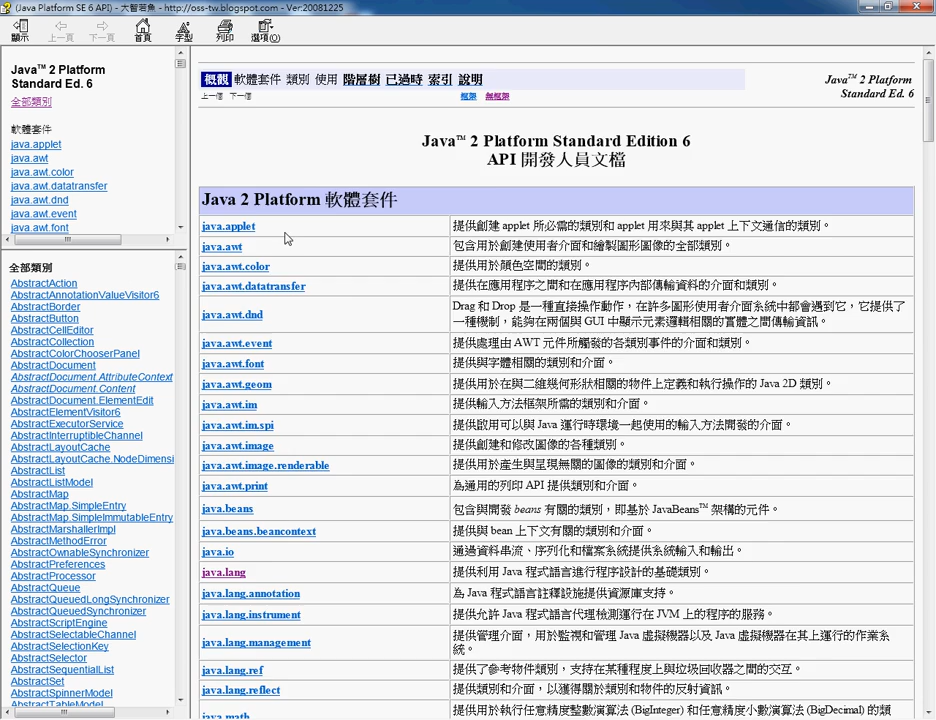 (Java Platform SE 6 API) - 大智若魚 - http://oss-tw.blogspot.com - Ver:20081225
顯示 上一頁 下一頁 首頁 字型 列印 選項(O)
Java™ 2 Platform
Standard Ed. 6
全部類別
軟體套件
java.applet
java.awt
java.awt.color
java.awt.datatransfer
java.awt.dnd
java.awt.event
java.awt.font
全部類別
AbstractAction
AbstractAnnotationValueVisitor6
AbstractBorder
AbstractButton
AbstractCellEditor
AbstractCollection
AbstractColorChooserPanel
AbstractDocument
AbstractDocument.AttributeContext
AbstractDocument.Content
AbstractDocument.ElementEdit
AbstractElementVisitor6
AbstractExecutorService
AbstractInterruptibleChannel
AbstractLayoutCache
AbstractLayoutCache.NodeDimensi
AbstractList
AbstractListModel
AbstractMap
AbstractMap.SimpleEntry
AbstractMap.SimpleImmutableEntry
AbstractMarshallerImpl
AbstractMethodError
AbstractOwnableSynchronizer
AbstractPreferences
AbstractProcessor
AbstractQueue
AbstractQueuedLongSynchronizer
AbstractQueuedSynchronizer
AbstractScriptEngine
AbstractSelectableChannel
AbstractSelectionKey
AbstractSelector
AbstractSequentialList
AbstractSet
AbstractSpinnerModel
AbstractTableModel
概觀 軟體套件 類別 使用 階層樹 已過時 索引 說明
Java™ 2 Platform
Standard Ed. 6
上一個 下一個 框架 無框架
Java™ 2 Platform Standard Edition 6
API 開發人員文檔
Java 2 Platform 軟體套件
java.applet 提供創建 applet 所必需的類別和 applet 用來與其 applet 上下文通信的類別。
java.awt 包含用於創建使用者介面和繪製圖形圖像的全部類別。
java.awt.color 提供用於顏色空間的類別。
java.awt.datatransfer 提供在應用程序之間和在應用程序內部傳輸資料的介面和類別。
java.awt.dnd Drag 和 Drop 是一種直接操作動作，在許多圖形使用者介面系統中都會遇到它，它提供了
一種機制，能夠在兩個與 GUI 中顯示元素邏輯相關的實體之間傳輸資訊。
java.awt.event 提供處理由 AWT 元件所觸發的各類別事件的介面和類別。
java.awt.font 提供與字體相關的類別和介面。
java.awt.geom 提供用於在與二維幾何形狀相關的物件上定義和執行操作的 Java 2D 類別。
java.awt.im 提供輸入方法框架所需的類別和介面。
java.awt.im.spi 提供啟用可以與 Java 運行時環境一起使用的輸入方法開發的介面。
java.awt.image 提供創建和修改圖像的各種類別。
java.awt.image.renderable 提供用於產生與呈現無關的圖像的類別和介面。
java.awt.print 為通用的列印 API 提供類別和介面。
java.beans 包含與開發 beans 有關的類別，即基於 JavaBeans™ 架構的元件。
java.beans.beancontext 提供與 bean 上下文有關的類別和介面。
java.io 通過資料串流、序列化和檔案系統提供系統輸入和輸出。
java.lang 提供利用 Java 程式語言進行程序設計的基礎類別。
java.lang.annotation 為 Java 程式語言註釋設施提供資源庫支持。
java.lang.instrument 提供允許 Java 程式語言代理檢測運行在 JVM 上的程序的服務。
java.lang.management 提供管理介面，用於監視和管理 Java 虛擬機器以及 Java 虛擬機器在其上運行的作業系
統。
java.lang.ref 提供了參考物件類別，支持在某種程度上與垃圾回收器之間的交互。
java.lang.reflect 提供類別和介面，以獲得關於類別和物件的反射資訊。
java.math 提供用於執行任意精度整數演算法 (BigInteger) 和任意精度小數演算法 (BigDecimal) 的類